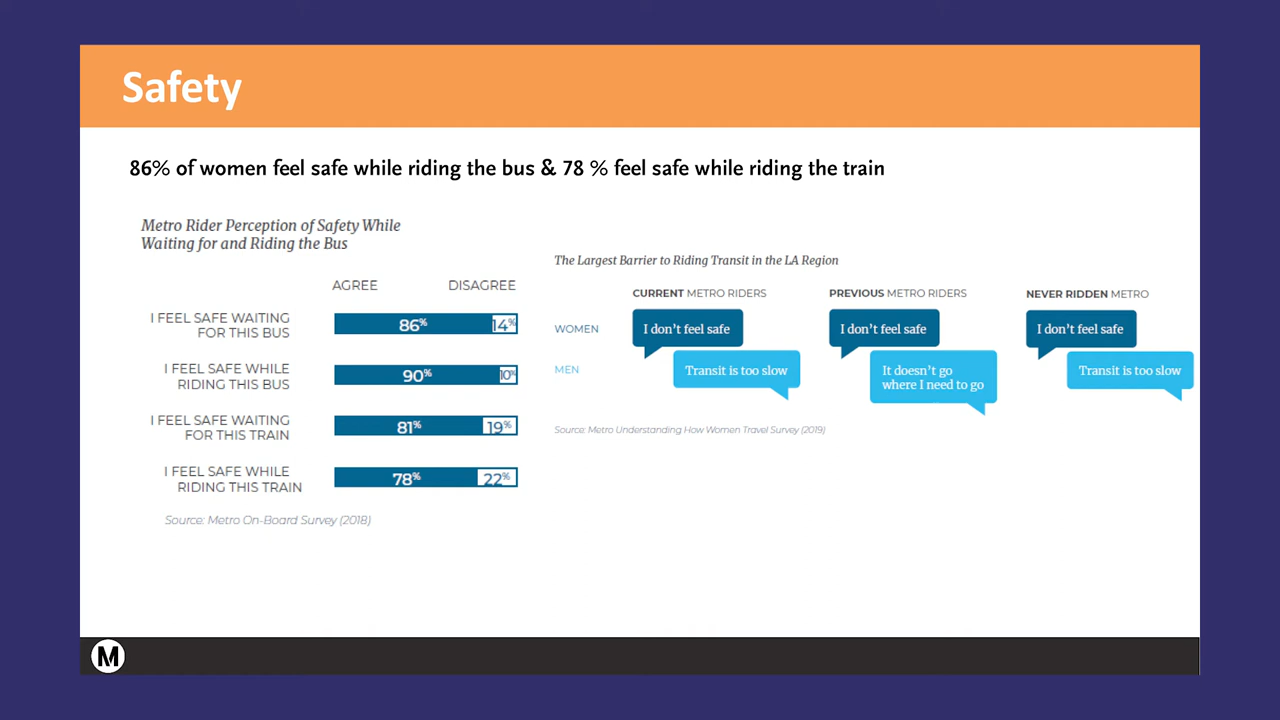 Safety
86% of women feel safe while riding the bus & 78 % feel safe while riding the train
Metro Rider Perception of Safety While
Waiting for and Riding the Bus
AGREE DISAGREE
I FEEL SAFE WAITING
FOR THIS BUS
86% 14%
I FEEL SAFE WHILE
RIDING THIS BUS
90% 10%
I FEEL SAFE WAITING
FOR THIS TRAIN
81% 19%
I FEEL SAFE WHILE
RIDING THIS TRAIN
78% 22%
Source: Metro On-Board Survey (2018)
The Largest Barrier to Riding Transit in the LA Region
CURRENT METRO RIDERS PREVIOUS METRO RIDERS NEVER RIDDEN METRO
WOMEN I don't feel safe I don't feel safe I don't feel safe
MEN Transit is too slow It doesn't go Transit is too slow
where I need to go
Source: Metro Understanding How Women Travel Survey (2019)
M